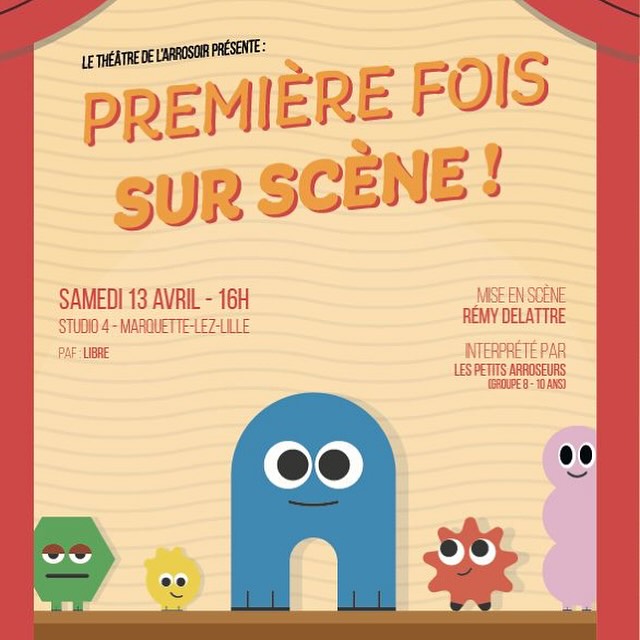 LE THÉÂTRE DE L'ARROSOIR PRÉSENTE :
PREMIÈRE FOIS
SUR SCÈNE !
SAMEDI 13 AVRIL - 16H
STUDIO 4 - MARQUETTE-LEZ-LILLE
PAF : LIBRE
MISE EN SCÈNE
RÉMY DELATTRE
INTERPRÉTÉ PAR
LES PETITS ARROSEURS
(GROUPE 8 - 10 ANS)